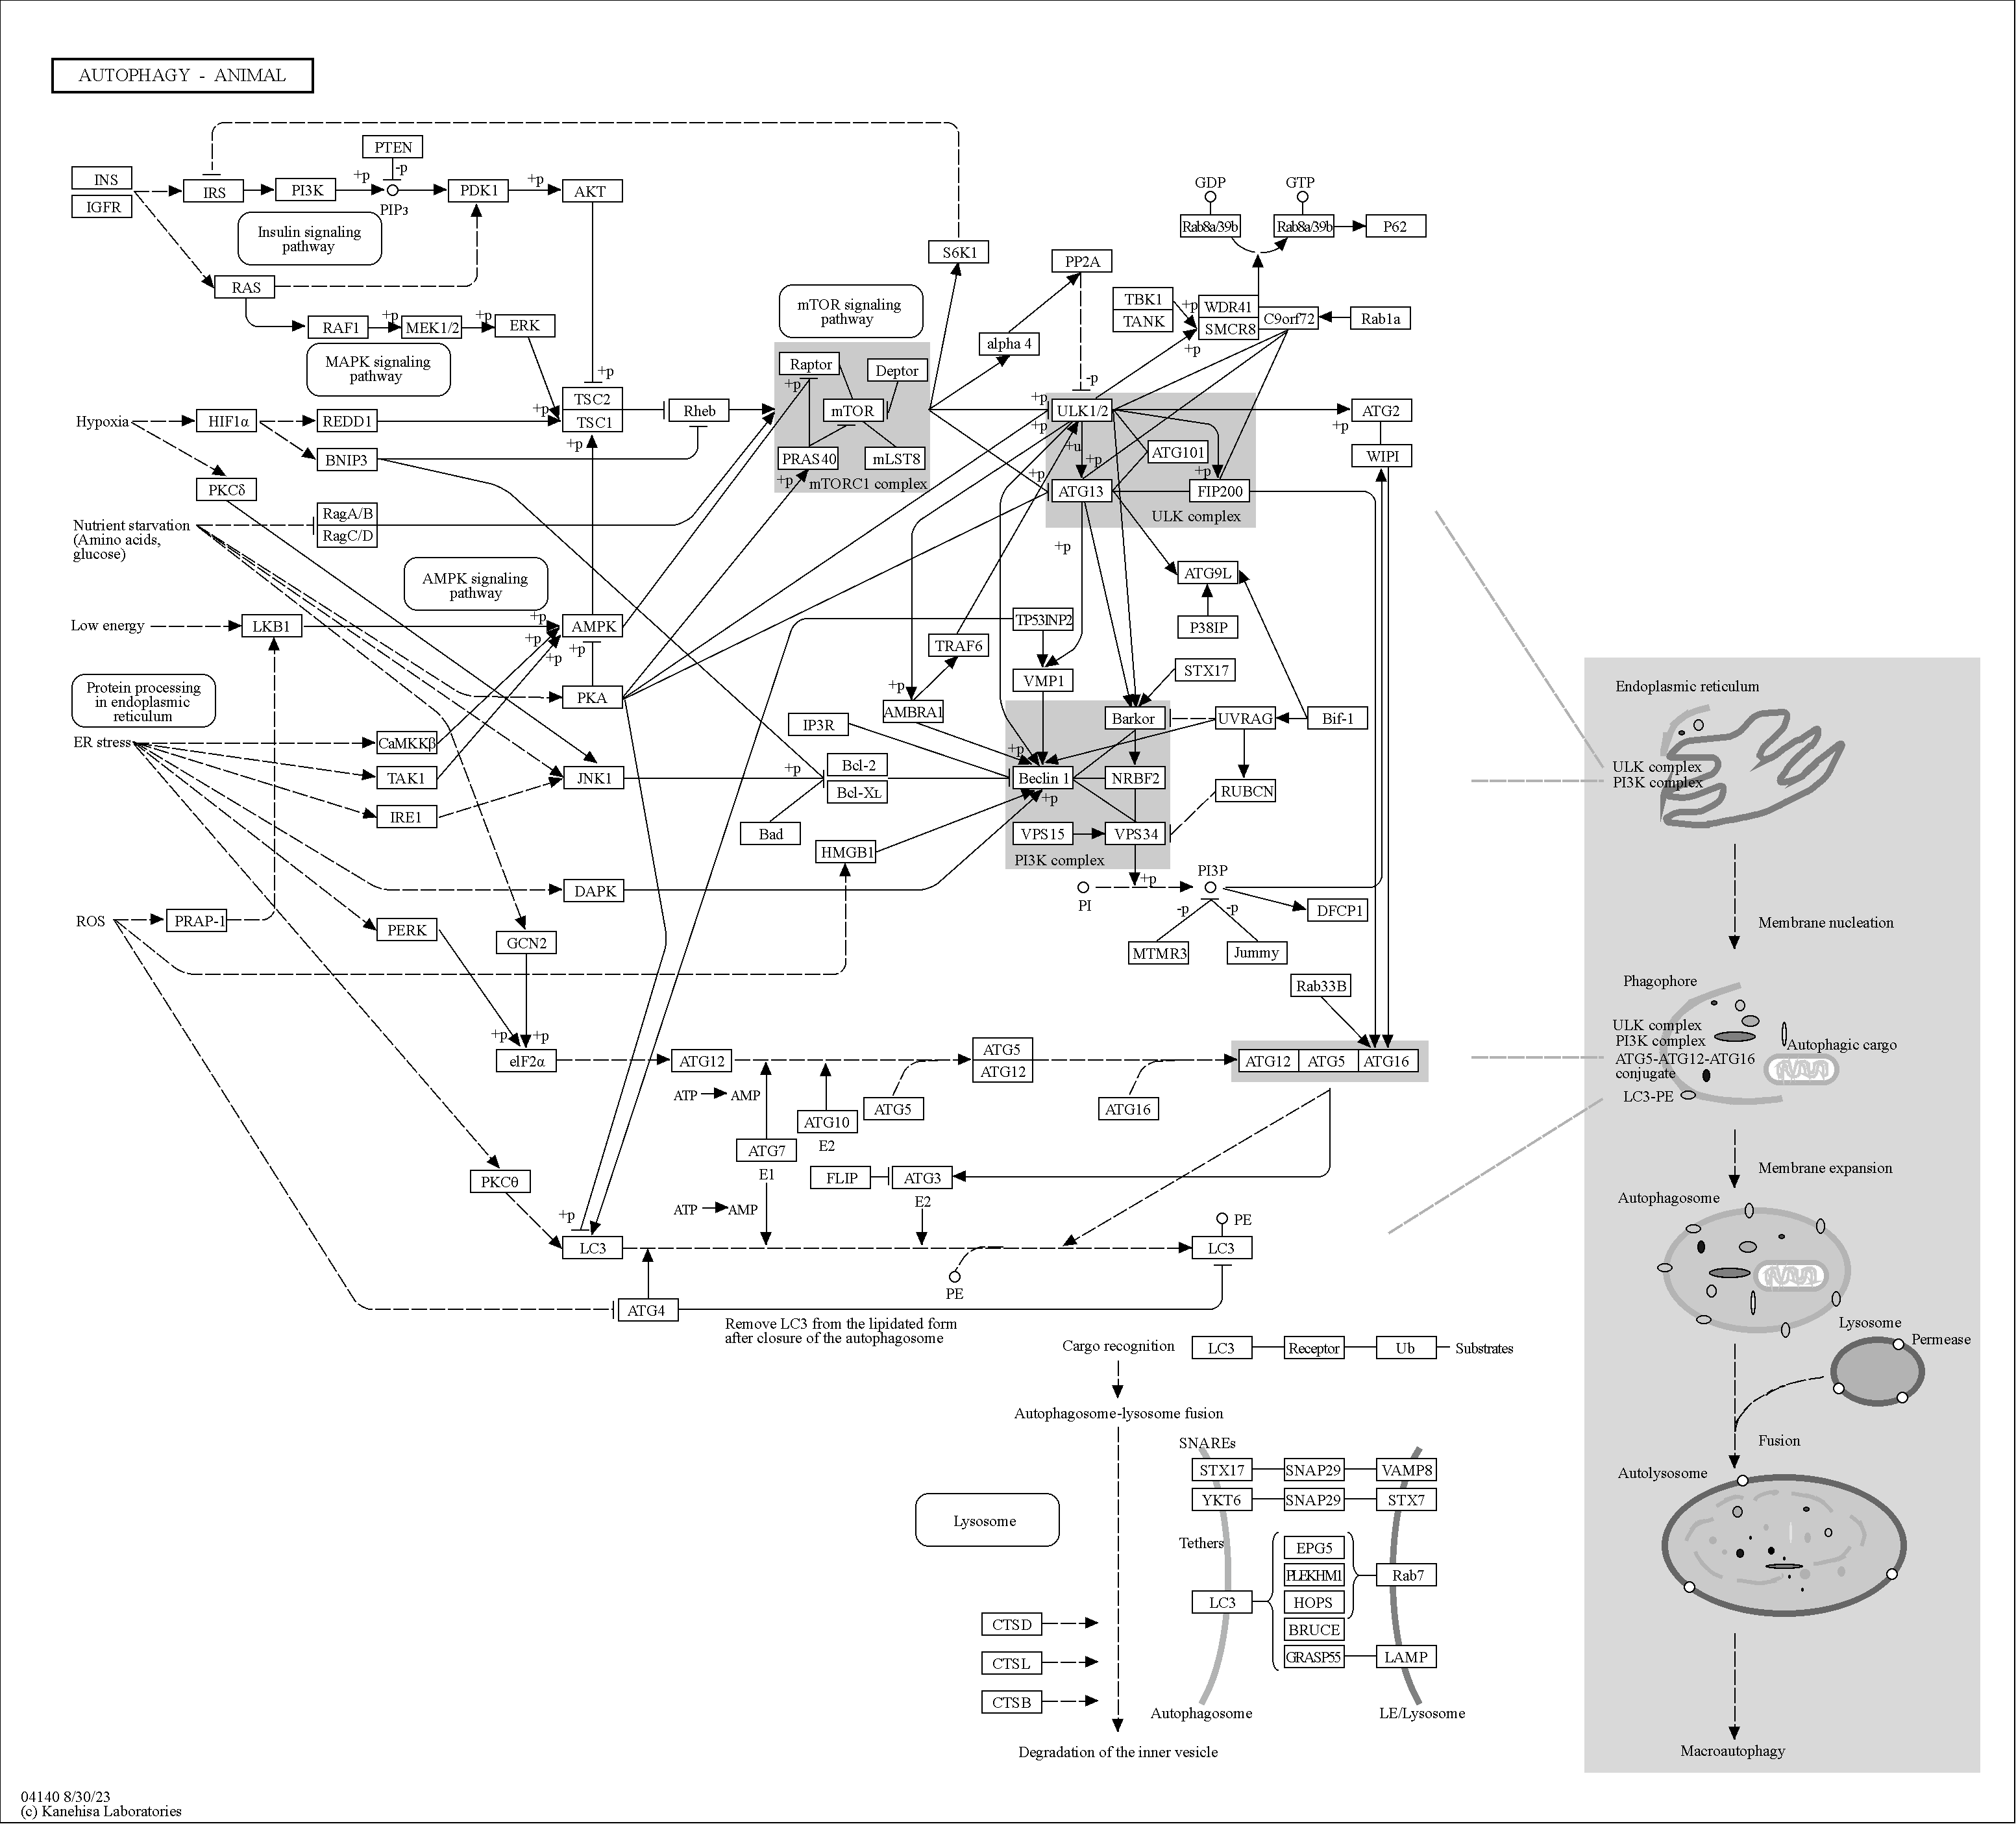 AUTOPHAGY - ANIMAL
PTEN
-p
INS
IGFR
IRS
PI3K
+p
PIP3
PDK1
+p
AKT
Insulin signaling
pathway
RAS
RAF1
+p
MEK1/2
+p
ERK
MAPK signaling
pathway
+p
TSC2
TSC1
+p
+p
Hypoxia
HIF1α
REDD1
BNIP3
PKCδ
Rheb
Nutrient starvation
(Amino acids,
glucose)
RagA/B
RagC/D
AMPK signaling
pathway
Low energy
LKB1
+p
+p
+p
+p
AMPK
PKA
Protein processing
in endoplasmic
reticulum
ER stress
CaMKKβ
TAK1
IRE1
JNK1
+p
DAPK
ROS
PRAP-1
PERK
GCN2
+p
+p
eIF2α
PKCθ
mTOR signaling
pathway
Raptor
+p
Deptor
mTOR
PRAS40
+p
mLST8
mTORC1 complex
S6K1
alpha 4
PP2A
-p
GDP
GTP
Rab8a/39b
Rab8a/39b
P62
TBK1
TANK
+p
WDR41
SMCR8
C9orf72
Rab1a
+p
+p
+p
ULK1/2
+u
+p
+p
ATG101
+p
ATG13
FIP200
ULK complex
+p
ATG2
+p
WIPI
ATG9L
P38IP
TP53INP2
TRAF6
VMP1
STX17
+p
AMBRA1
IP3R
Barkor
UVRAG
Bif-1
Bcl-2
Bcl-XL
Bad
+p
Beclin 1
+p
NRBF2
RUBCN
HMGB1
VPS15
VPS34
PI3K complex
+p
PI
PI3P
-p
-p
DFCP1
MTMR3
Jummy
Rab33B
ATG12
ATG5
ATG12
ATG12
ATG5
ATG16
ATP
AMP
ATG10
E2
ATG5
ATG16
ATG7
E1
FLIP
ATG3
E2
ATP
AMP
+p
LC3
PE
PE
LC3
ATG4
Remove LC3 from the lipidated form
after closure of the autophagosome
Cargo recognition
LC3
Receptor
Ub
Substrates
Autophagosome-lysosome fusion
SNAREs
STX17
SNAP29
VAMP8
YKT6
SNAP29
STX7
Lysosome
Tethers
EPG5
PLEKHM1
HOPS
BRUCE
GRASP55
LC3
Rab7
LAMP
CTSD
CTSL
CTSB
Autophagosome
LE/Lysosome
Degradation of the inner vesicle
Endoplasmic reticulum
ULK complex
PI3K complex
Membrane nucleation
Phagophore
ULK complex
PI3K complex
Autophagic cargo
ATG5-ATG12-ATG16
conjugate
LC3-PE
Membrane expansion
Autophagosome
Lysosome
Permease
Fusion
Autolysosome
Macroautophagy
04140 8/30/23
(c) Kanehisa Laboratories